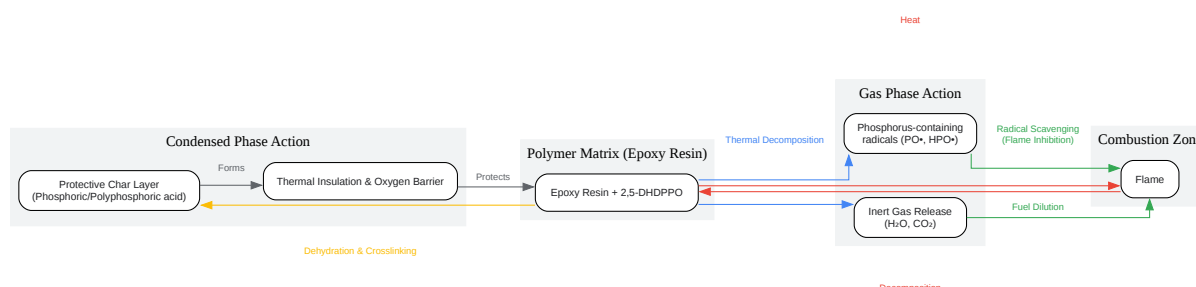 Heat
Gas Phase Action
Condensed Phase Action
Phosphorus-containing
radicals (PO•, HPO•)
Radical Scavenging
(Flame Inhibition)
Combustion Zon
Thermal Decomposition
Polymer Matrix (Epoxy Resin)
Forms
Thermal Insulation & Oxygen Barrier
Protects
Protective Char Layer
(Phosphoric/Polyphosphoric acid)
Epoxy Resin + 2,5-DHDPPO
Flame
Inert Gas Release
(H₂O, CO₂)
Fuel Dilution
Dehydration & Crosslinking
Decomposition